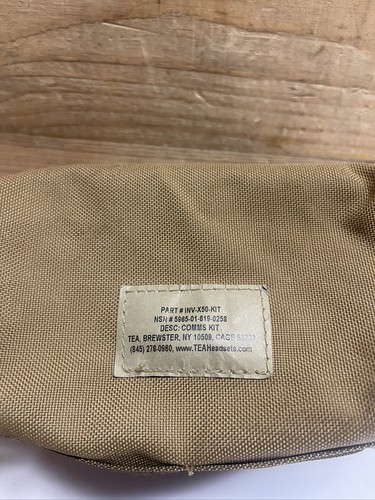 PART # INV-X50-KIT
NSN # 5965-01-619-0258
DESC: COMMS KIT
TEA, BREWSTER, NY 10509, CAGE
(845) 278-0960, www.TEAHeadsets.com